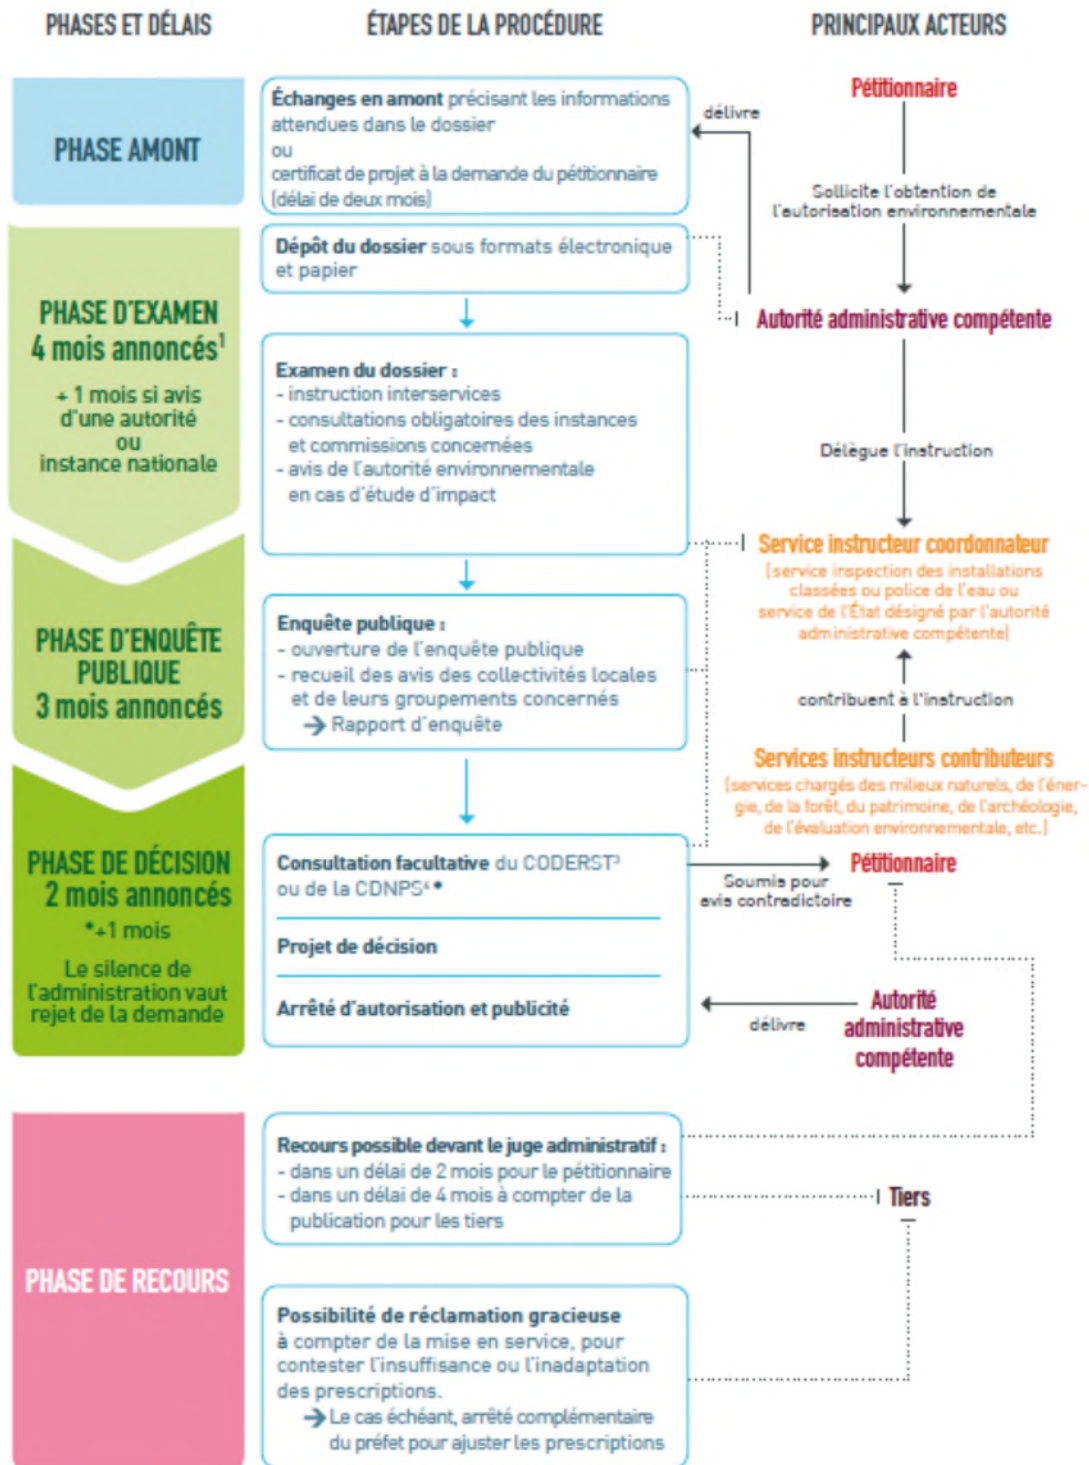 PHASES ET DÉLAIS
ÉTAPES DE LA PROCÉDURE
PRINCIPAUX ACTEURS
PHASE AMONT
Échanges en amont précisant les informations
attendues dans le dossier
ou
certificat de projet à la demande du pétitionnaire
(délai de deux mois)
délivre
Pétitionnaire
Sollicite l'obtention de
l'autorisation environnementale
PHASE D'EXAMEN
4 mois annoncés¹
+ 1 mois si avis
d'une autorité
ou
instance nationale
Dépôt du dossier sous formats électronique
et papier
Autorité administrative compétente
Examen du dossier :
- instruction interservices
- consultations obligatoires des instances
et commissions concernées
- avis de l'autorité environnementale
en cas d'étude d'impact
Délègue l'instruction
Service instructeur coordonnateur
(service inspection des installations
classées ou police de l'eau ou
service de l'État désigné par l'autorité
administrative compétente)
PHASE D'ENQUÊTE
PUBLIQUE
3 mois annoncés
Enquête publique :
- ouverture de l'enquête publique
- recueil des avis des collectivités locales
et de leurs groupements concernés
→ Rapport d'enquête
contribuent à l'instruction
Services instructeurs contributeurs
(services chargés des milieux naturels, de l'éner-
gie, de la forêt, du patrimoine, de l'archéologie,
de l'évaluation environnementale, etc.)
PHASE DE DÉCISION
2 mois annoncés
*+1 mois
Le silence de
l'administration vaut
rejet de la demande
Consultation facultative du CODERST³
ou de la CDNPS⁴ *
Projet de décision
Arrêté d'autorisation et publicité
Pétitionnaire
Soumis pour
avis contradictoire
Autorité
administrative
compétente
délivre
PHASE DE RECOURS
Recours possible devant le juge administratif :
- dans un délai de 2 mois pour le pétitionnaire
- dans un délai de 4 mois à compter de la
publication pour les tiers
Tiers
Possibilité de réclamation gracieuse
à compter de la mise en service, pour
contester l'insuffisance ou l'inadaptation
des prescriptions.
→ Le cas échéant, arrêté complémentaire
du préfet pour ajuster les prescriptions